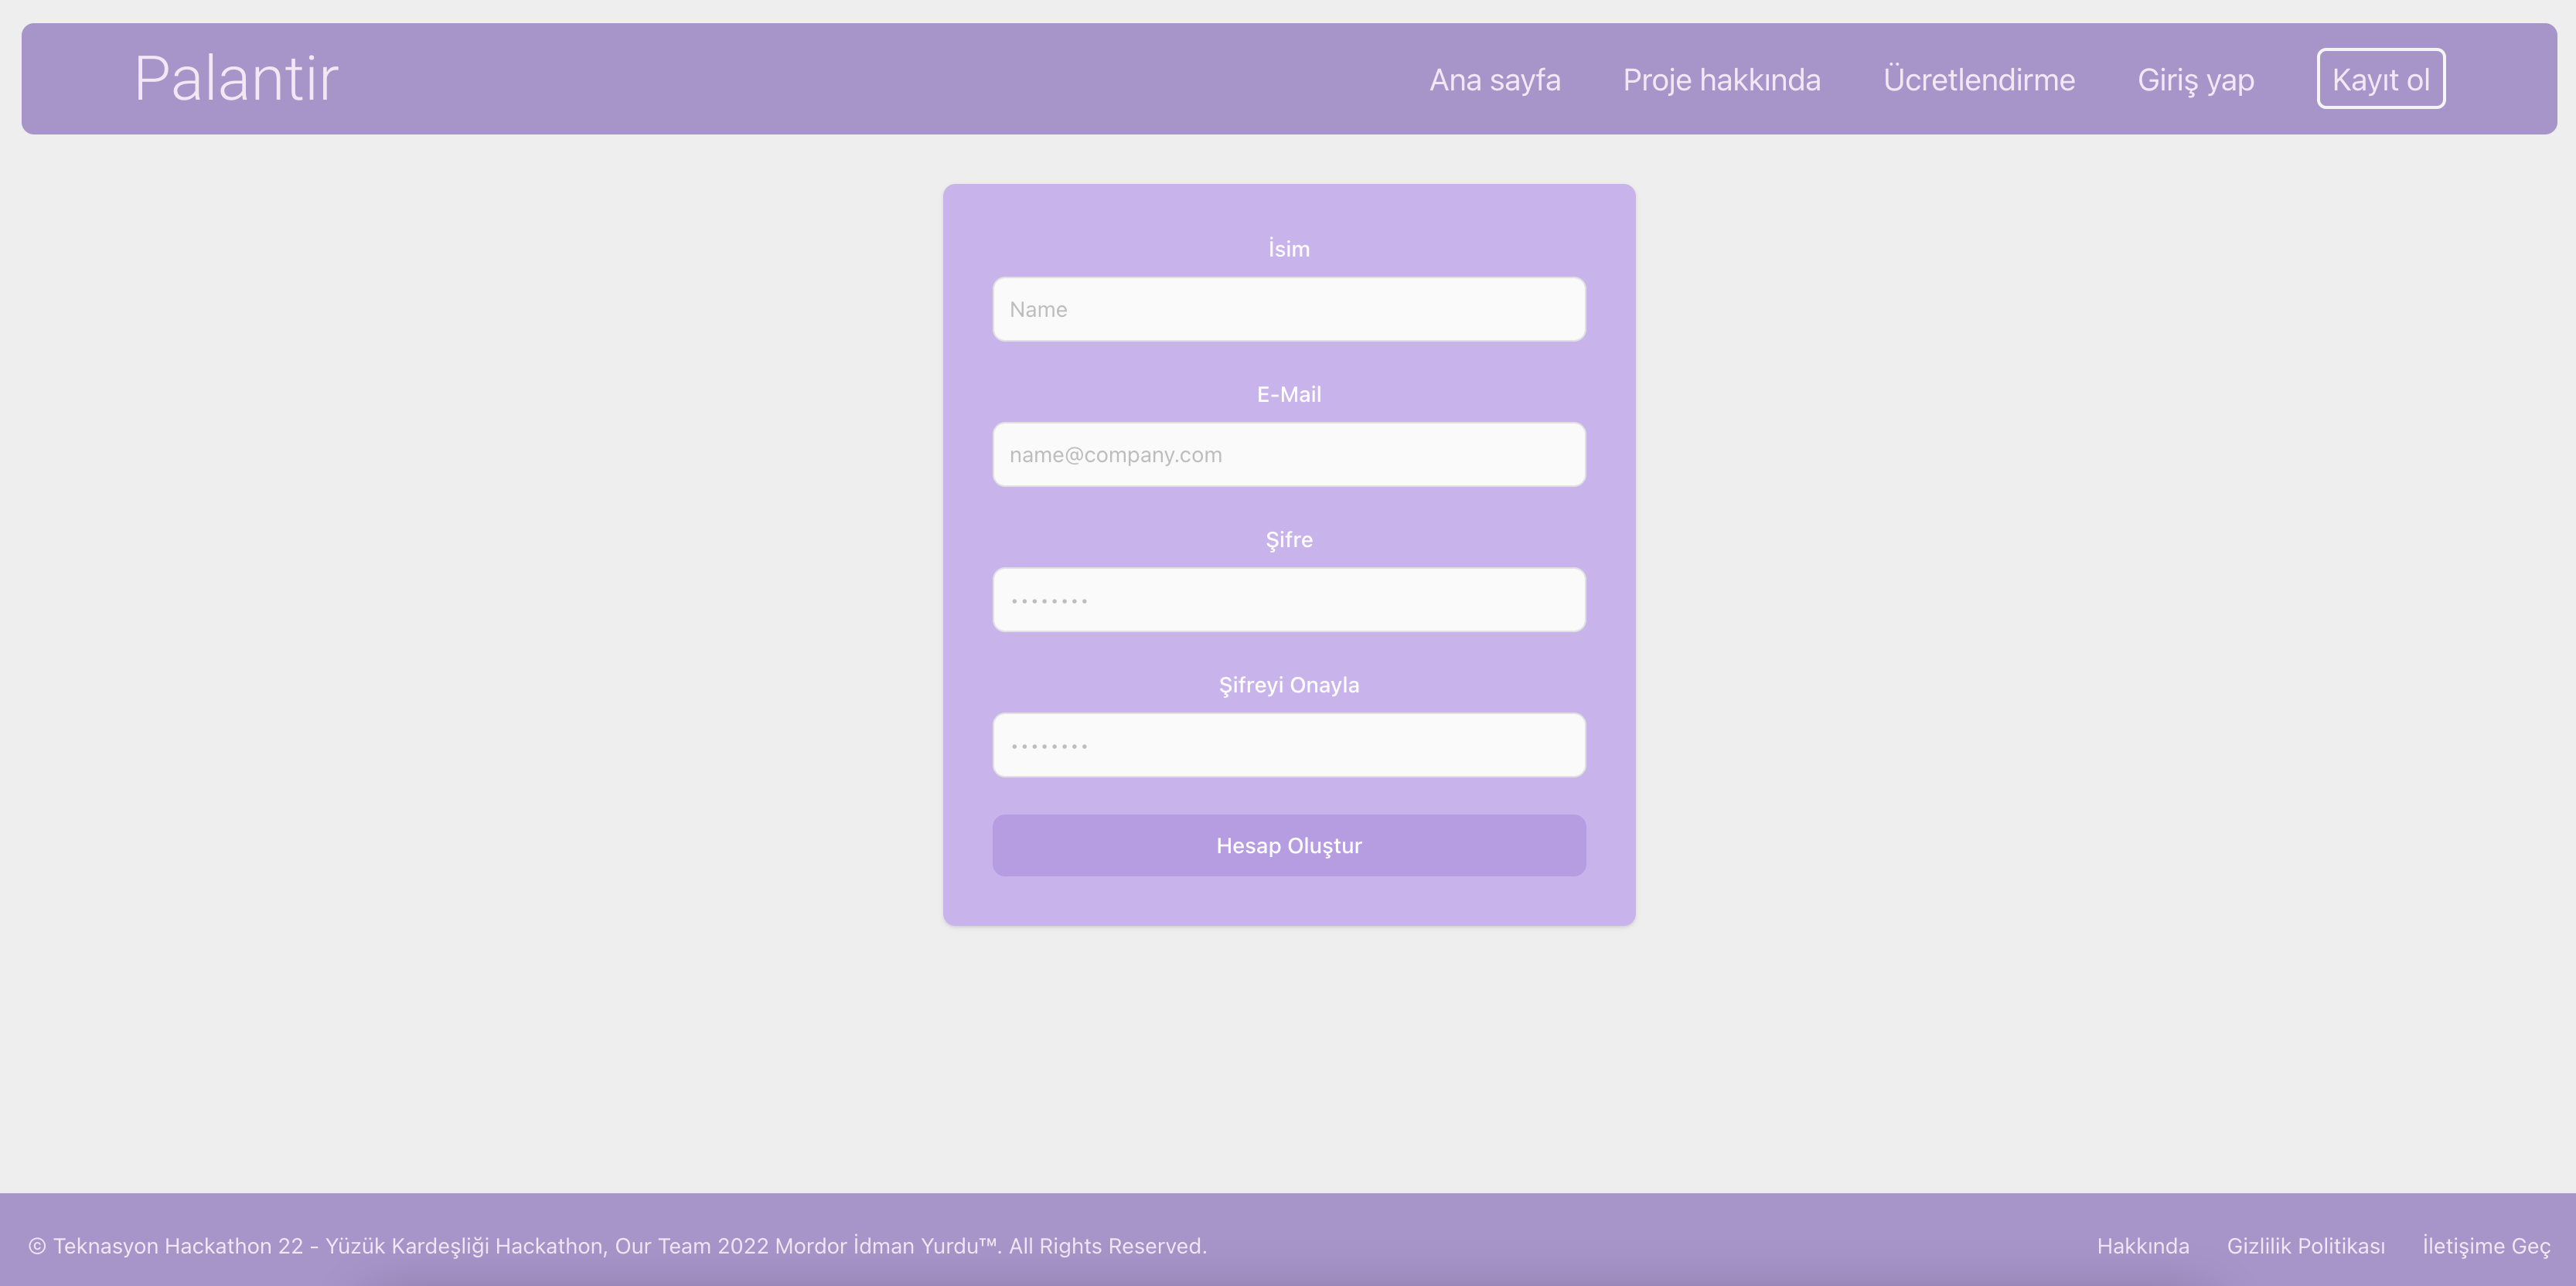 Palantir
Ana sayfa Proje hakkında Ücretlendirme Giriş yap Kayıt ol
İsim
Name
E-Mail
name@company.com
Şifre
••••••••
Şifreyi Onayla
••••••••
Hesap Oluştur
© Teknasyon Hackathon 22 - Yüzük Kardeşliği Hackathon, Our Team 2022 Mordor İdman Yurdu™. All Rights Reserved.
Hakkında Gizlilik Politikası İletişime Geç